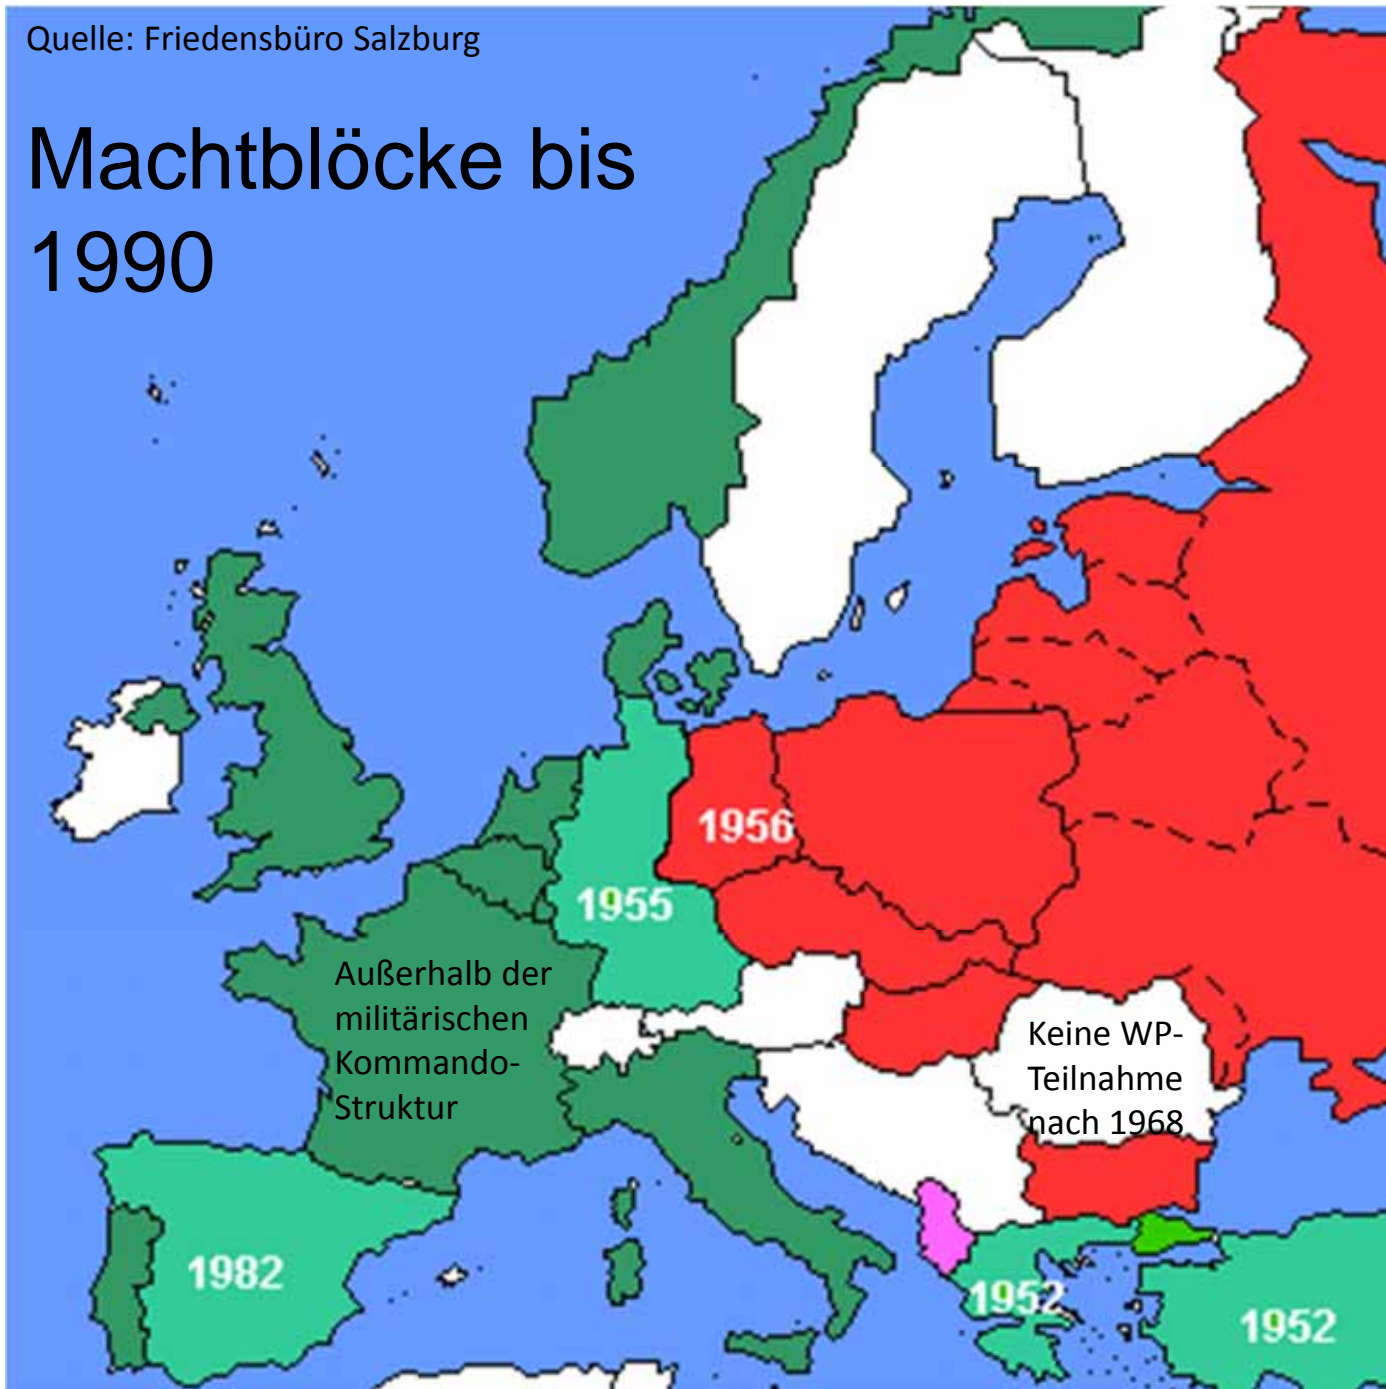 Quelle: Friedensbüro Salzburg
Machtblöcke bis
1990
1956
1955
Außerhalb der
militärischen
Kommando-
Struktur
Keine WP-
Teilnahme
nach 1968
1982
1952
1952